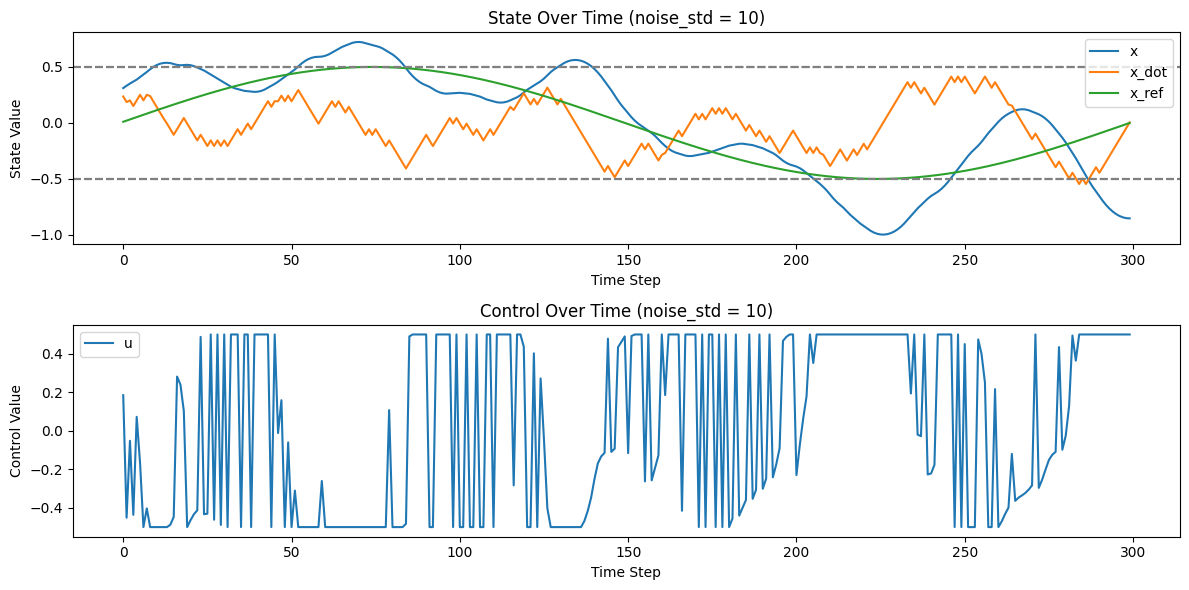 State Over Time (noise_std = 10)
State Value
0.5
0.0
−0.5
−1.0
x
x_dot
x_ref
0 50 100 150 200 250 300
Time Step
Control Over Time (noise_std = 10)
Control Value
0.4
0.2
0.0
−0.2
−0.4
u
0 50 100 150 200 250 300
Time Step